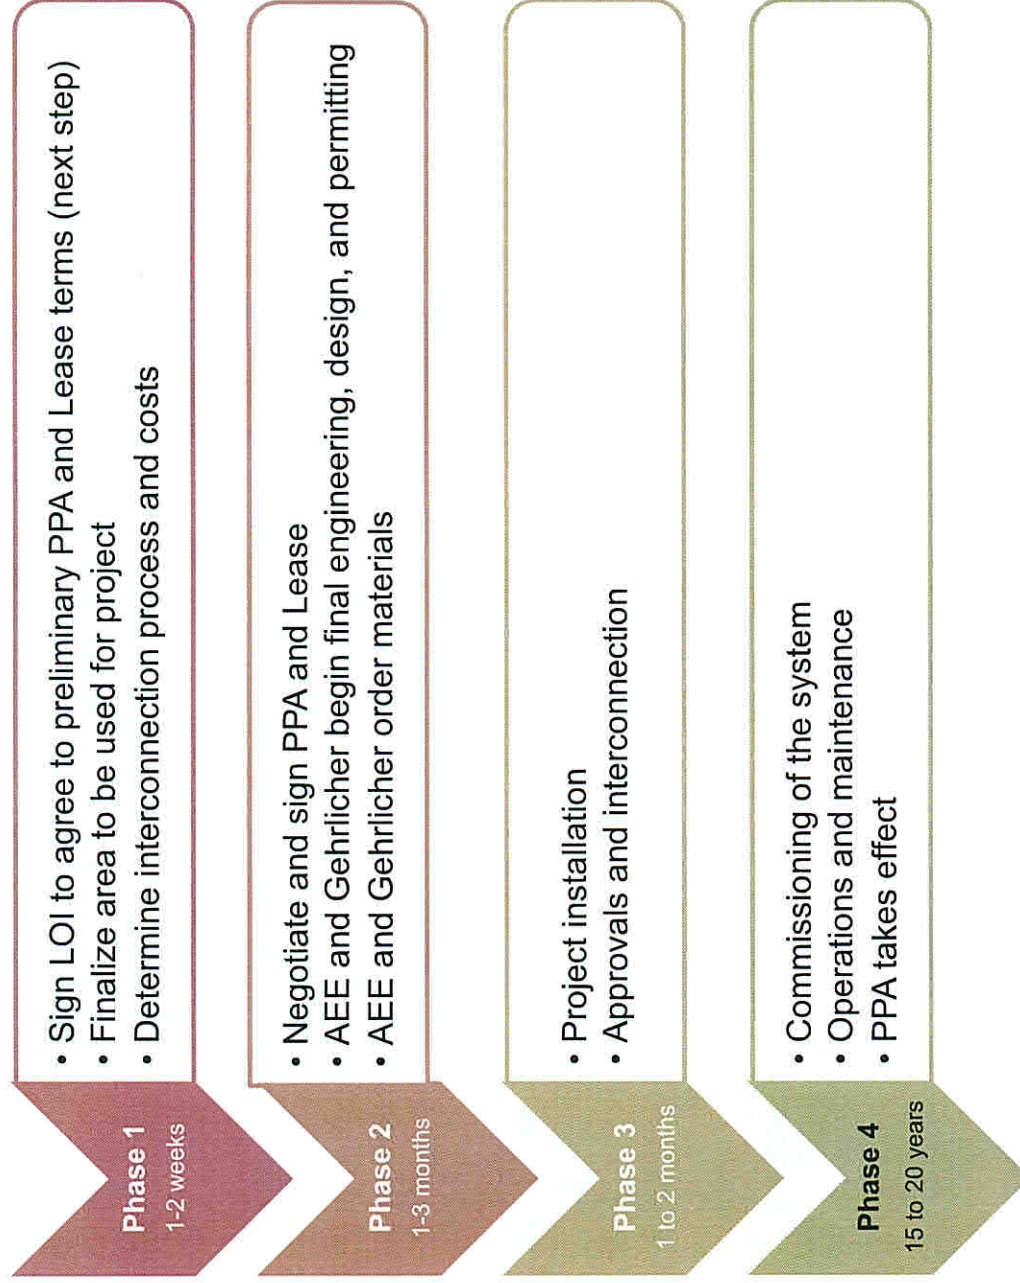 Phase 1
1-2 weeks
• Sign LOI to agree to preliminary PPA and Lease terms (next step)
• Finalize area to be used for project
• Determine interconnection process and costs
Phase 2
1-3 months
• Negotiate and sign PPA and Lease
• AEE and Gehrlicher begin final engineering, design, and permitting
• AEE and Gehrlicher order materials
Phase 3
1 to 2 months
• Project installation
• Approvals and interconnection
Phase 4
15 to 20 years
• Commissioning of the system
• Operations and maintenance
• PPA takes effect